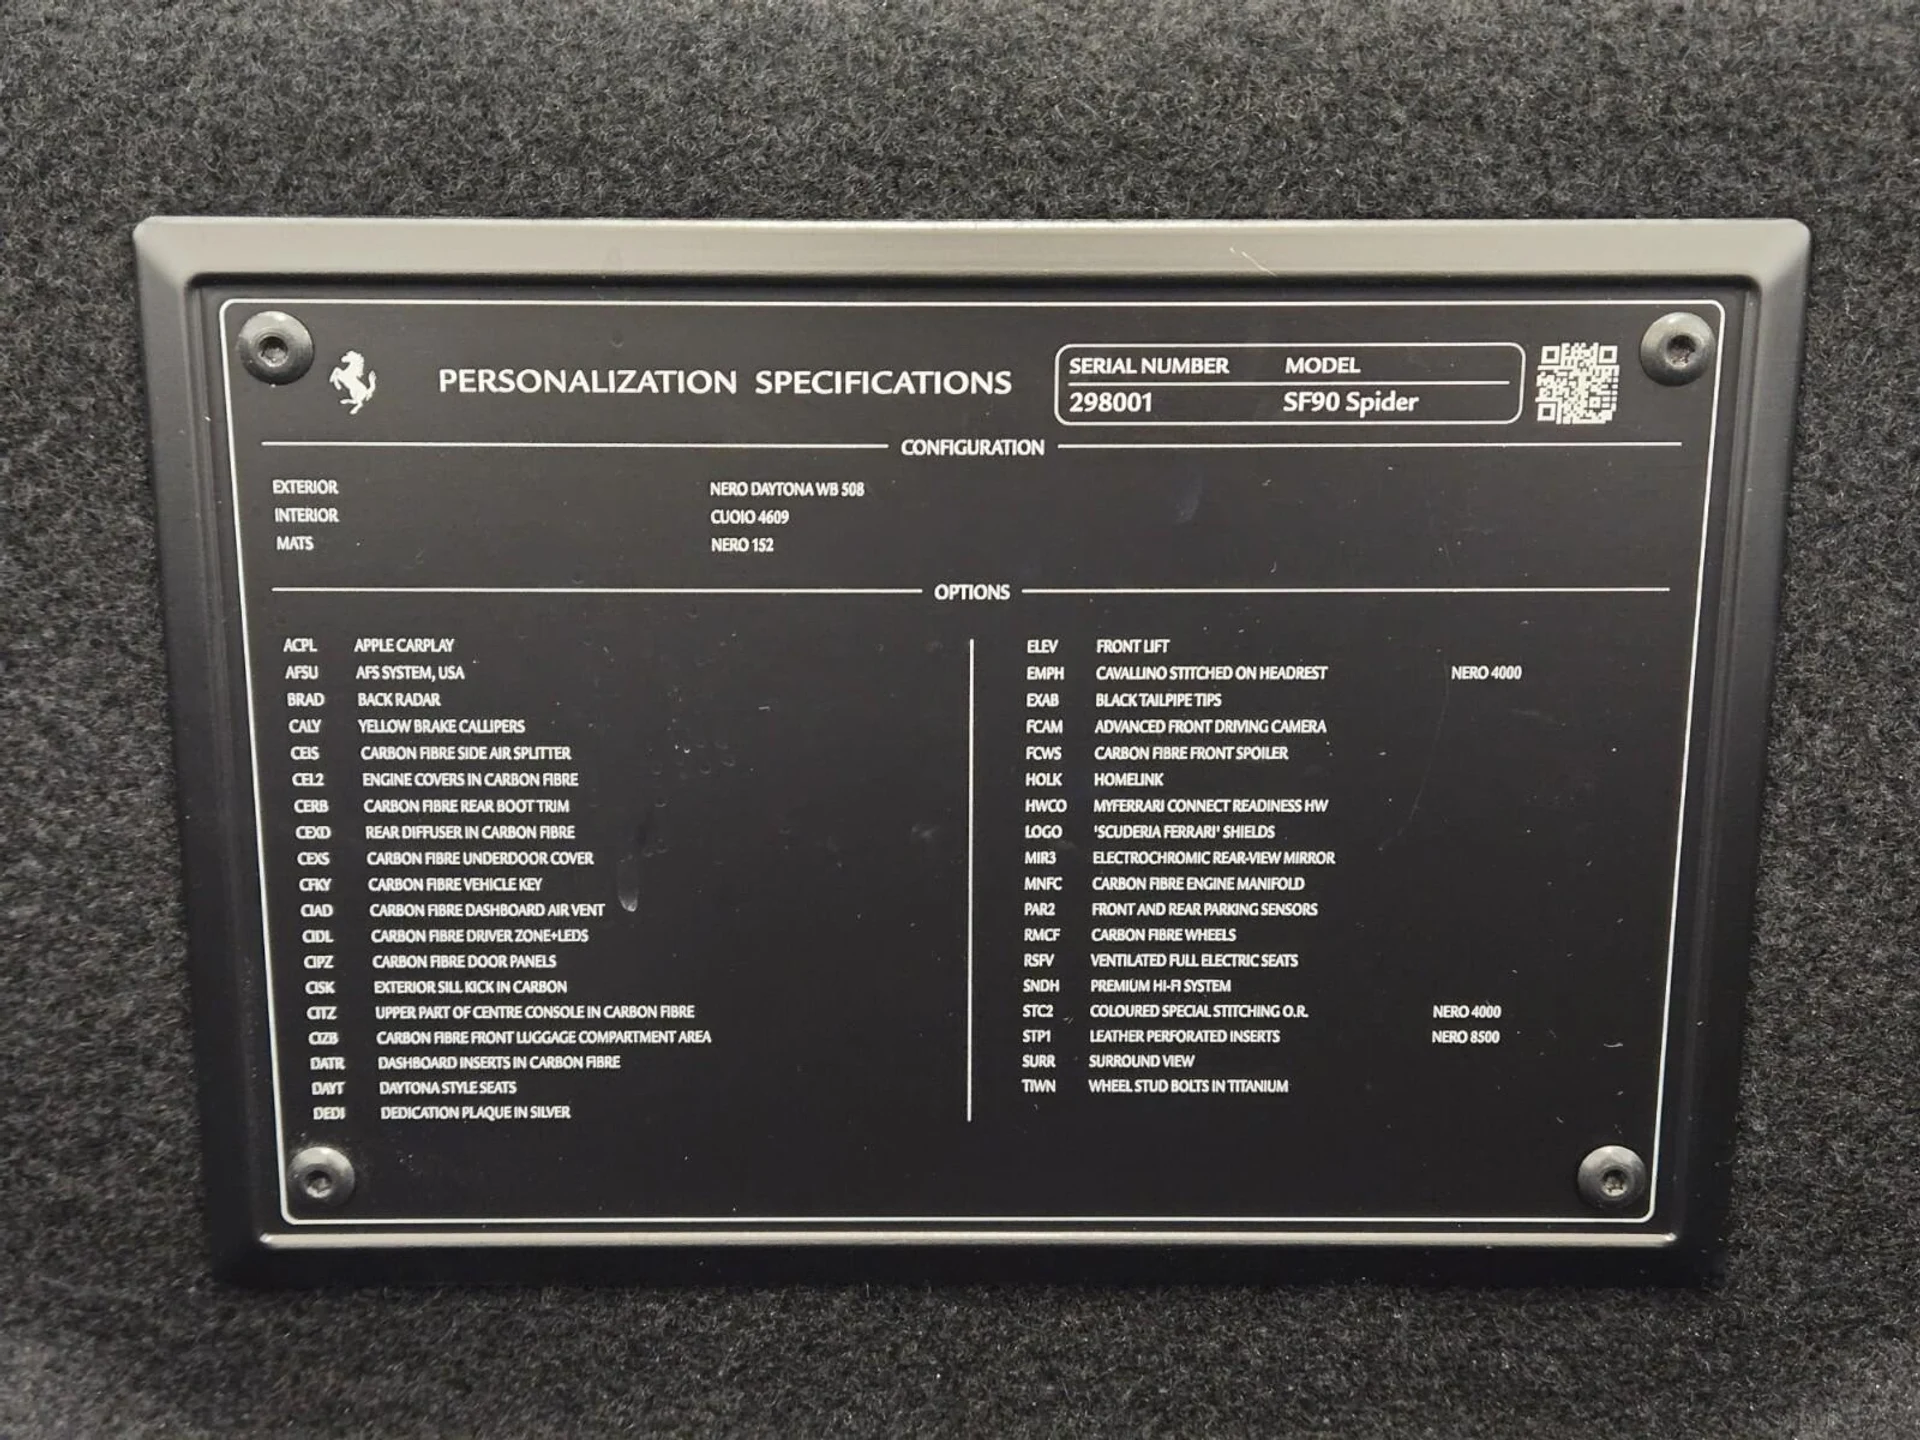 PERSONALIZATION SPECIFICATIONS
SERIAL NUMBER MODEL
298001 SF90 Spider
CONFIGURATION
EXTERIOR NERO DAYTONA WB 508
INTERIOR CUOIO 4609
MATS NERO 152
OPTIONS
ACPL APPLE CARPLAY
AFSU AFS SYSTEM, USA
BRAD BACK RADAR
CALY YELLOW BRAKE CALLIPERS
CEIS CARBON FIBRE SIDE AIR SPLITTER
CEL2 ENGINE COVERS IN CARBON FIBRE
CERB CARBON FIBRE REAR BOOT TRIM
CEXD REAR DIFFUSER IN CARBON FIBRE
CEXS CARBON FIBRE UNDERDOOR COVER
CFKY CARBON FIBRE VEHICLE KEY
CIAD CARBON FIBRE DASHBOARD AIR VENT
CIDL CARBON FIBRE DRIVER ZONE+LEDS
CIPZ CARBON FIBRE DOOR PANELS
CISK EXTERIOR SILL KICK IN CARBON
CITZ UPPER PART OF CENTRE CONSOLE IN CARBON FIBRE
CIZB CARBON FIBRE FRONT LUGGAGE COMPARTMENT AREA
DATR DASHBOARD INSERTS IN CARBON FIBRE
DAYT DAYTONA STYLE SEATS
DEDI DEDICATION PLAQUE IN SILVER
ELEV FRONT LIFT
EMPH CAVALLINO STITCHED ON HEADREST NERO 4000
EXAB BLACK TAILPIPE TIPS
FCAM ADVANCED FRONT DRIVING CAMERA
FCWS CARBON FIBRE FRONT SPOILER
HOLK HOMELINK
HWCO MYFERRARI CONNECT READINESS HW
LOGO 'SCUDERIA FERRARI' SHIELDS
MIR3 ELECTROCHROMIC REAR-VIEW MIRROR
MNFC CARBON FIBRE ENGINE MANIFOLD
PAR2 FRONT AND REAR PARKING SENSORS
RMCF CARBON FIBRE WHEELS
RSFV VENTILATED FULL ELECTRIC SEATS
SNDH PREMIUM HI-FI SYSTEM
STC2 COLOURED SPECIAL STITCHING O.R. NERO 4000
STP1 LEATHER PERFORATED INSERTS NERO 8500
SURR SURROUND VIEW
TIWN WHEEL STUD BOLTS IN TITANIUM